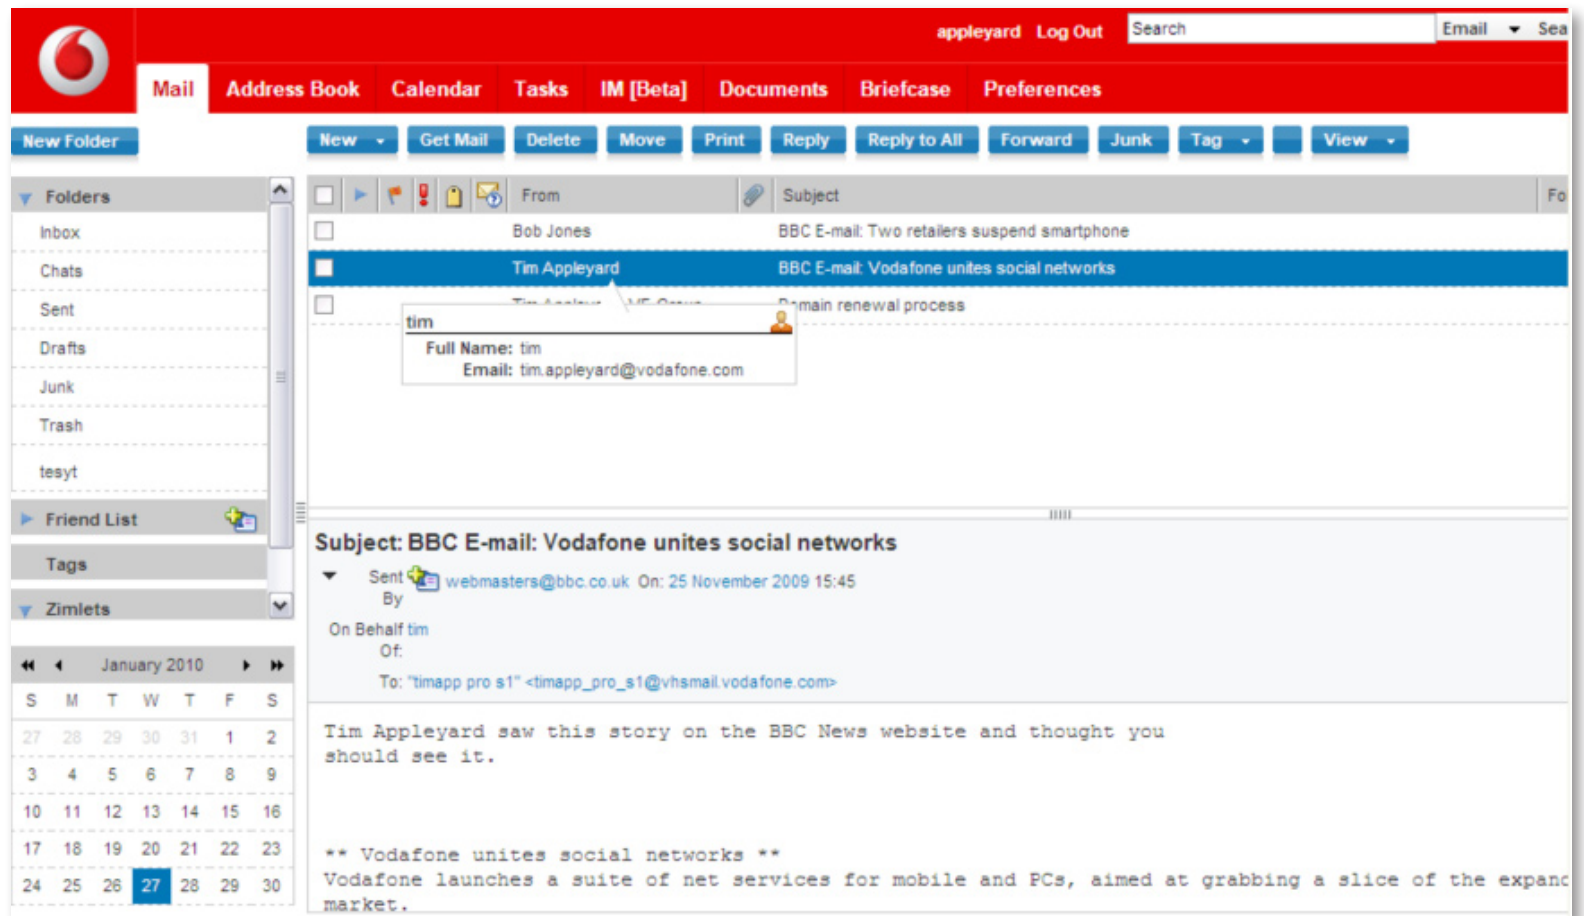 appleyard Log Out Search Email Sea
Mail Address Book Calendar Tasks IM [Beta] Documents Briefcase Preferences
New Folder New Get Mail Delete Move Print Reply Reply to All Forward Junk Tag View
Folders
Inbox
Chats
Sent
Drafts
Junk
Trash
tesyt
Friend List
Tags
Zimlets
January 2010
S M T W T F S
27 28 29 30 31 1 2
3 4 5 6 7 8 9
10 11 12 13 14 15 16
17 18 19 20 21 22 23
24 25 26 27 28 29 30
From Subject Fo
Bob Jones BBC E-mail: Two retailers suspend smartphone
Tim Appleyard BBC E-mail: Vodafone unites social networks
renewal process
tim
Full Name: tim
Email: tim.appleyard@vodafone.com
Subject: BBC E-mail: Vodafone unites social networks
Sent By webmasters@bbc.co.uk On: 25 November 2009 15:45
On Behalf Of: tim
To: "timapp pro s1" <timapp_pro_s1@vhsmail.vodafone.com>
Tim Appleyard saw this story on the BBC News website and thought you
should see it.
** Vodafone unites social networks **
Vodafone launches a suite of net services for mobile and PCs, aimed at grabbing a slice of the expand
market.